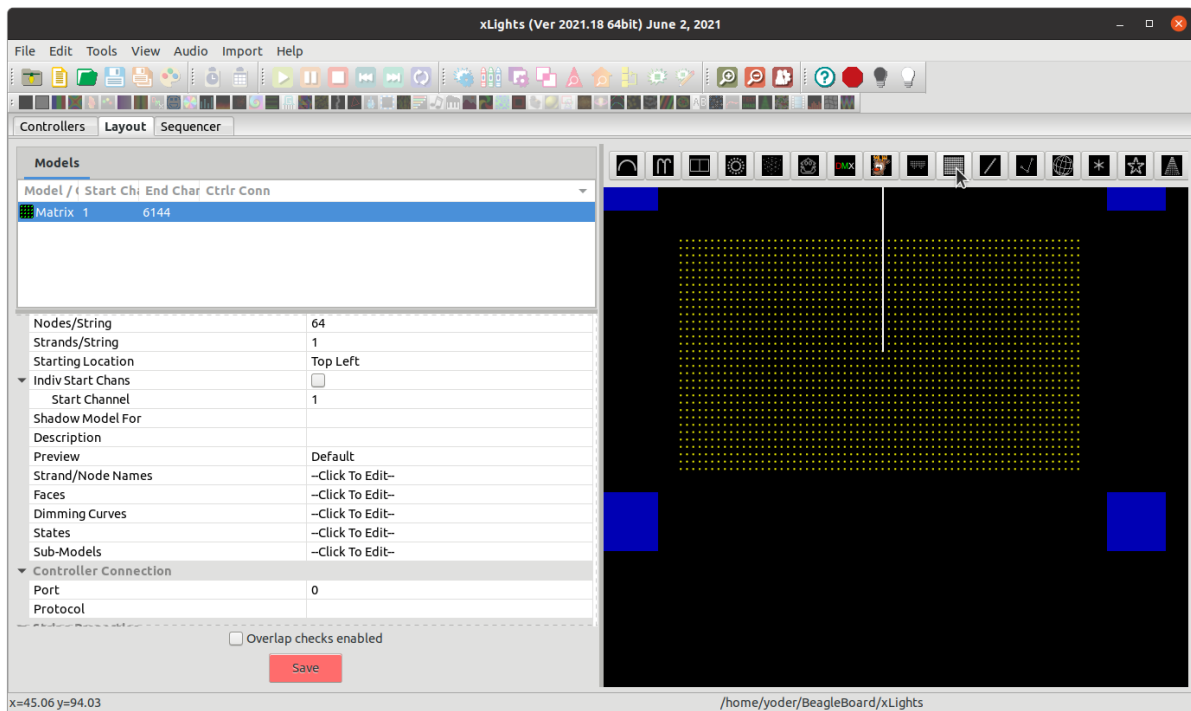 xLights (Ver 2021.18 64bit) June 2, 2021
File Edit Tools View Audio Import Help
Controllers Layout Sequencer
Models
Model / ( Start Cha End Char Ctrlr Conn
DMX
Matrix 1 6144
Nodes/String 64
Strands/String 1
Starting Location Top Left
Indiv Start Chans
Start Channel 1
Shadow Model For
Description
Preview Default
Strand/Node Names --Click To Edit--
Faces --Click To Edit--
Dimming Curves --Click To Edit--
States --Click To Edit--
Sub-Models --Click To Edit--
Controller Connection
Port 0
Protocol
Overlap checks enabled
Save
x=45.06 y=94.03 /home/yoder/BeagleBoard/xLights